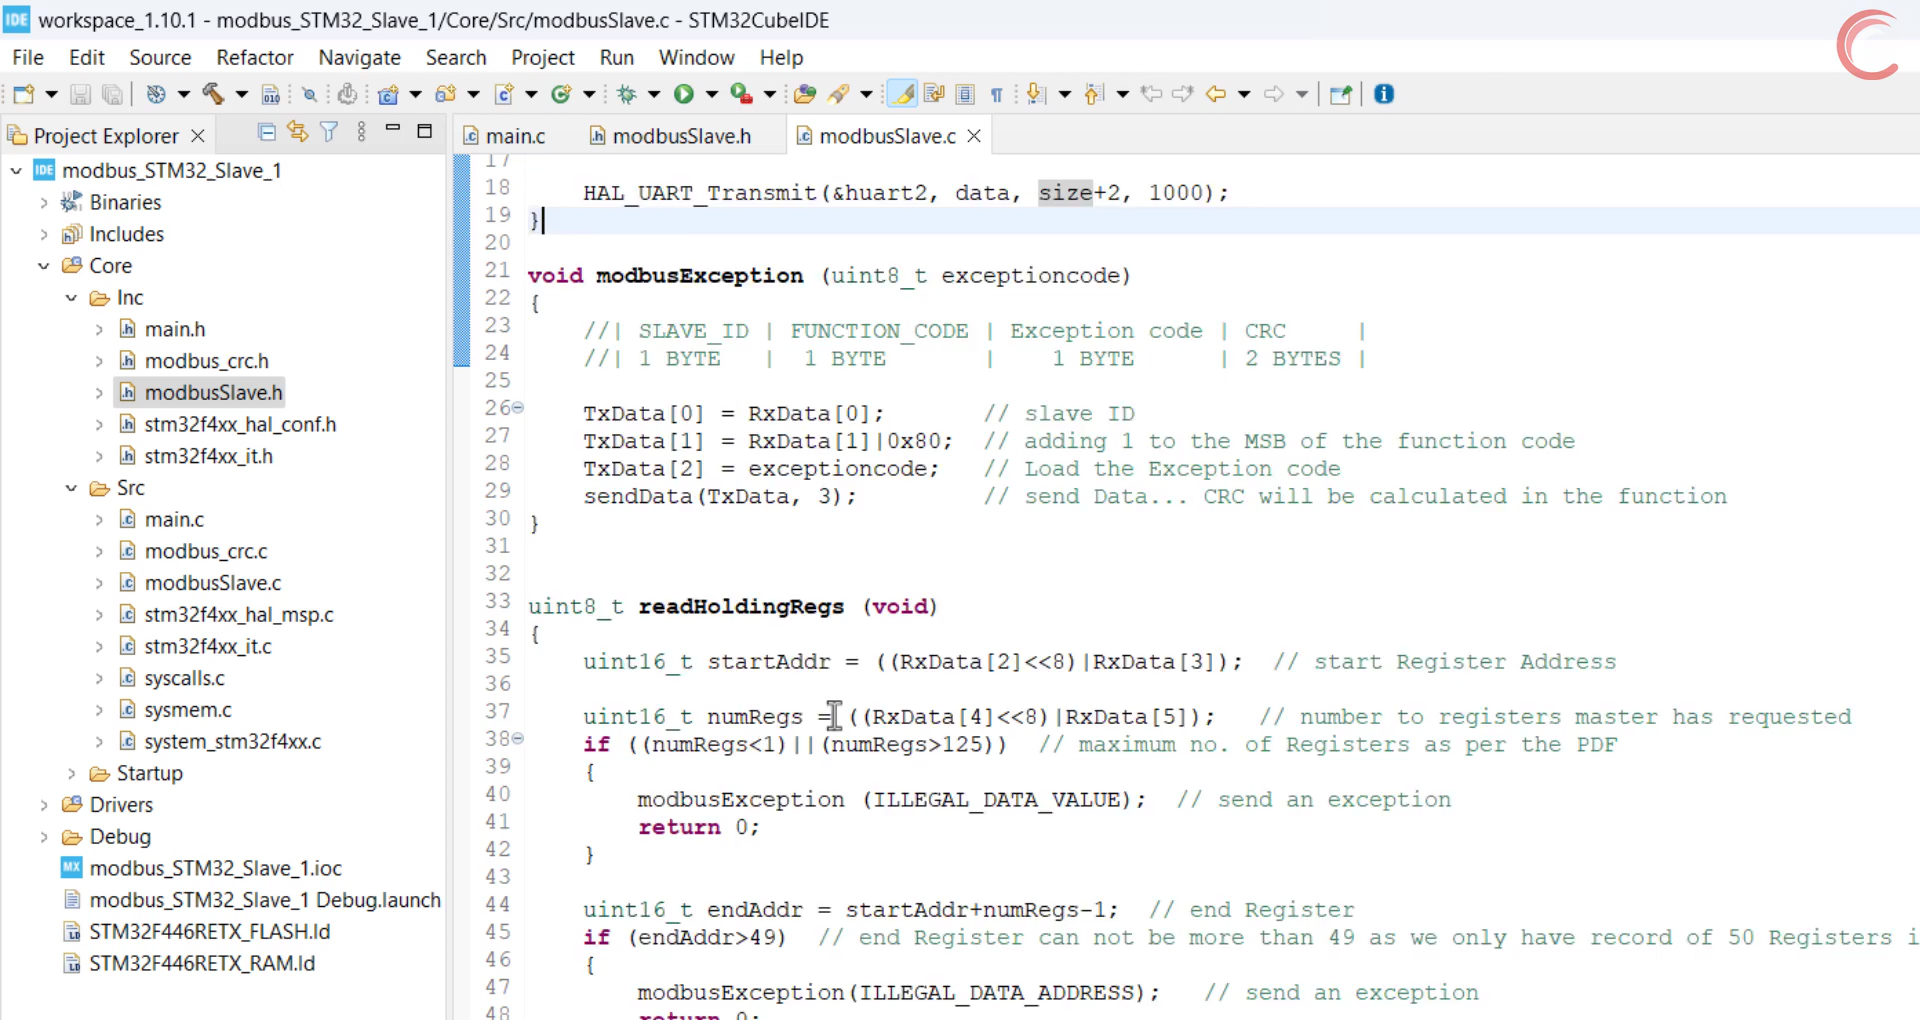 IDE workspace_1.10.1 - modbus_STM32_Slave_1/Core/Src/modbusSlave.c - STM32CubeIDE
File Edit Source Refactor Navigate Search Project Run Window Help
Project Explorer
main.c modbusSlave.h modbusSlave.c
IDE modbus_STM32_Slave_1
Binaries
Includes
Core
Inc
main.h
modbus_crc.h
modbusSlave.h
stm32f4xx_hal_conf.h
stm32f4xx_it.h
Src
main.c
modbus_crc.c
modbusSlave.c
stm32f4xx_hal_msp.c
stm32f4xx_it.c
syscalls.c
sysmem.c
system_stm32f4xx.c
Startup
Drivers
Debug
MX modbus_STM32_Slave_1.ioc
modbus_STM32_Slave_1 Debug.launch
STM32F446RETX_FLASH.ld
STM32F446RETX_RAM.ld
17
18 HAL_UART_Transmit(&huart2, data, size+2, 1000);
19 }
20
21 void modbusException (uint8_t exceptioncode)
22 {
23 //| SLAVE_ID | FUNCTION_CODE | Exception code | CRC |
24 //| 1 BYTE | 1 BYTE | 1 BYTE | 2 BYTES |
25
26 TxData[0] = RxData[0]; // slave ID
27 TxData[1] = RxData[1]|0x80; // adding 1 to the MSB of the function code
28 TxData[2] = exceptioncode; // Load the Exception code
29 sendData(TxData, 3); // send Data... CRC will be calculated in the function
30 }
31
32
33 uint8_t readHoldingRegs (void)
34 {
35 uint16_t startAddr = ((RxData[2]<<8)|RxData[3]); // start Register Address
36
37 uint16_t numRegs = ((RxData[4]<<8)|RxData[5]); // number to registers master has requested
38 if ((numRegs<1)||(numRegs>125)) // maximum no. of Registers as per the PDF
39 {
40 modbusException (ILLEGAL_DATA_VALUE); // send an exception
41 return 0;
42 }
43
44 uint16_t endAddr = startAddr+numRegs-1; // end Register
45 if (endAddr>49) // end Register can not be more than 49 as we only have record of 50 Registers i
46 {
47 modbusException(ILLEGAL_DATA_ADDRESS); // send an exception
48 return 0;